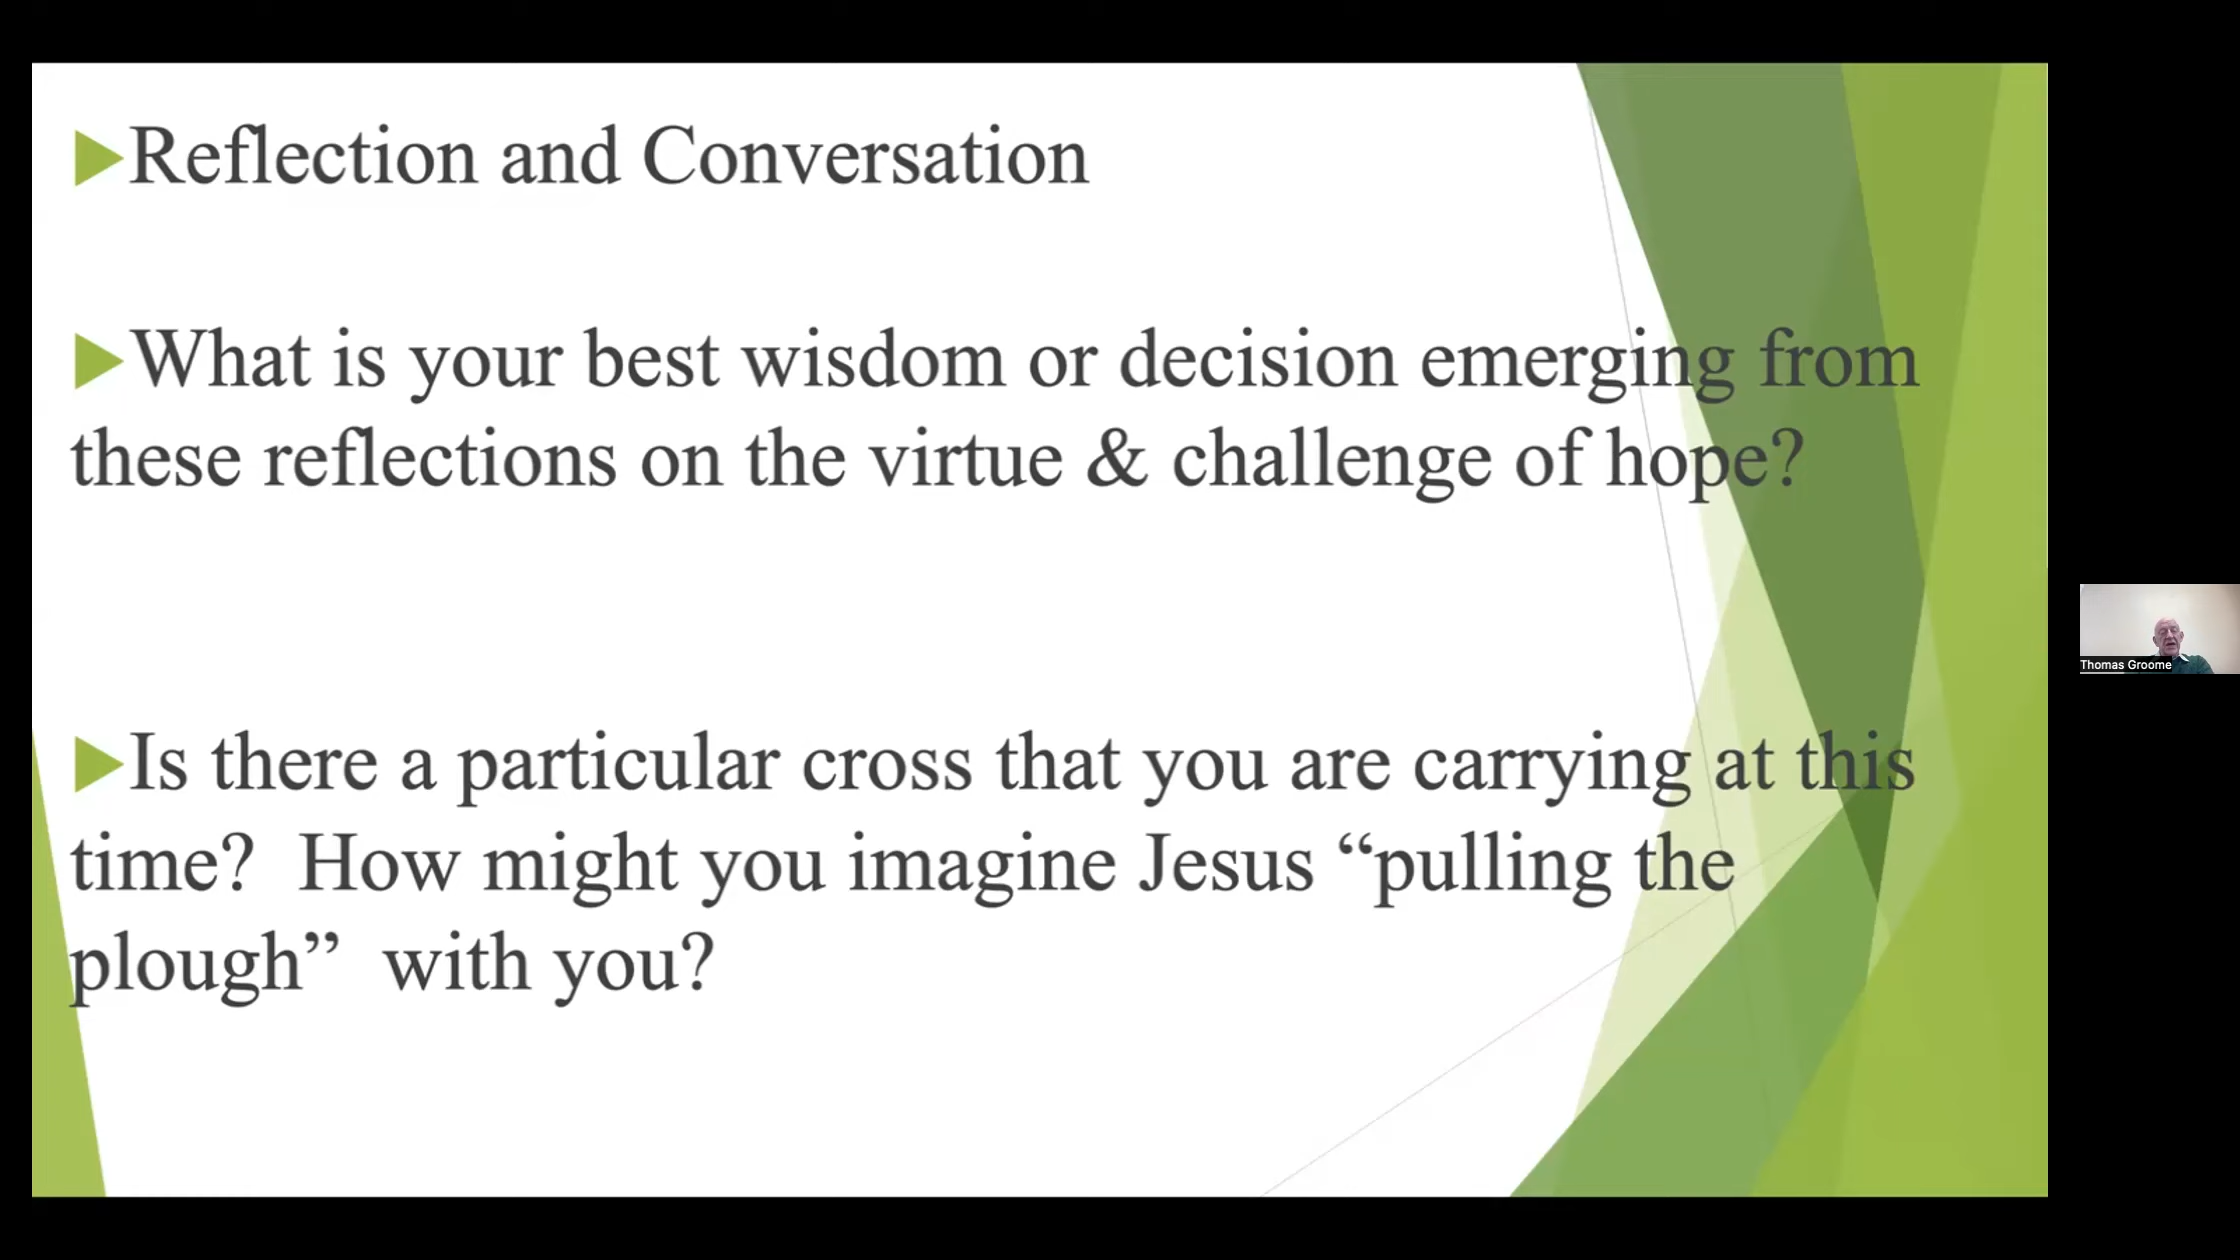 Reflection and Conversation
What is your best wisdom or decision emerging from
these reflections on the virtue & challenge of hope?
Is there a particular cross that you are carrying at this
time?  How might you imagine Jesus “pulling the
plough”  with you?
Thomas Groome